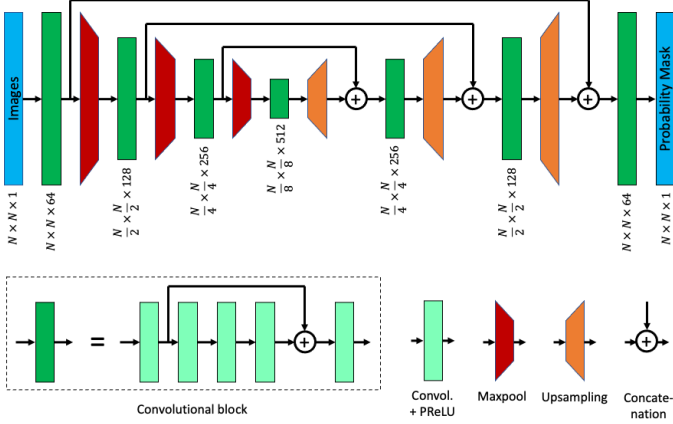 Images
Probability Mask
N × N × 1
N × N × 64
N/2 × N/2 × 128
N/4 × N/4 × 256
N/8 × N/8 × 512
N/4 × N/4 × 256
N/2 × N/2 × 128
N × N × 64
N × N × 1
=
Convol.
+ PReLU
Maxpool
Upsampling
Concate-
nation
Convolutional block